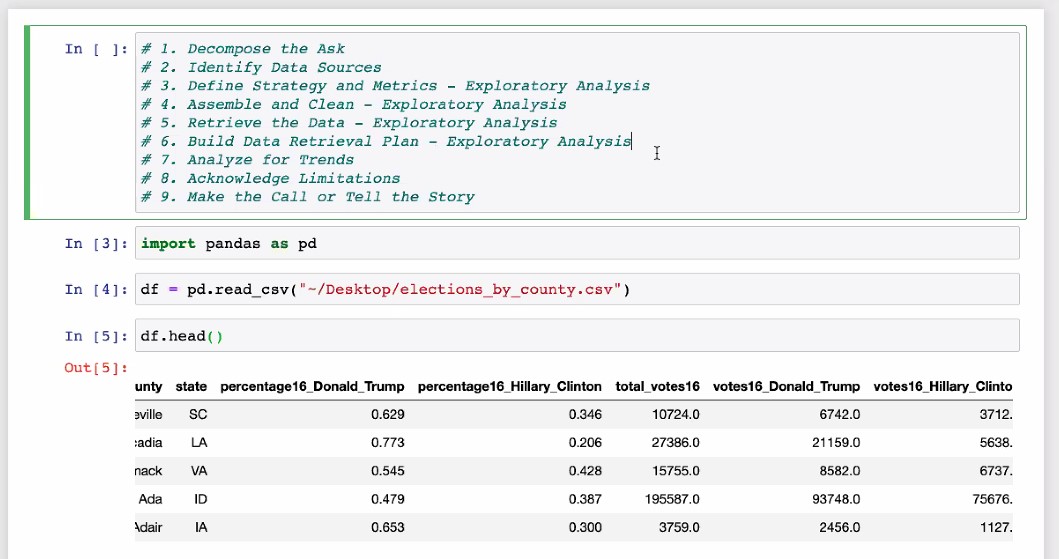 In [ ]: # 1. Decompose the Ask
# 2. Identify Data Sources
# 3. Define Strategy and Metrics - Exploratory Analysis
# 4. Assemble and Clean - Exploratory Analysis
# 5. Retrieve the Data - Exploratory Analysis
# 6. Build Data Retrieval Plan - Exploratory Analysis
# 7. Analyze for Trends
# 8. Acknowledge Limitations
# 9. Make the Call or Tell the Story
In [3]: import pandas as pd
In [4]: df = pd.read_csv("~/Desktop/elections_by_county.csv")
In [5]: df.head()
Out[5]:
unty state percentage16_Donald_Trump percentage16_Hillary_Clinton total_votes16 votes16_Donald_Trump votes16_Hillary_Clinto
eville SC 0.629 0.346 10724.0 6742.0 3712.
cadia LA 0.773 0.206 27386.0 21159.0 5638.
mack VA 0.545 0.428 15755.0 8582.0 6737.
Ada ID 0.479 0.387 195587.0 93748.0 75676.
Adair IA 0.653 0.300 3759.0 2456.0 1127.